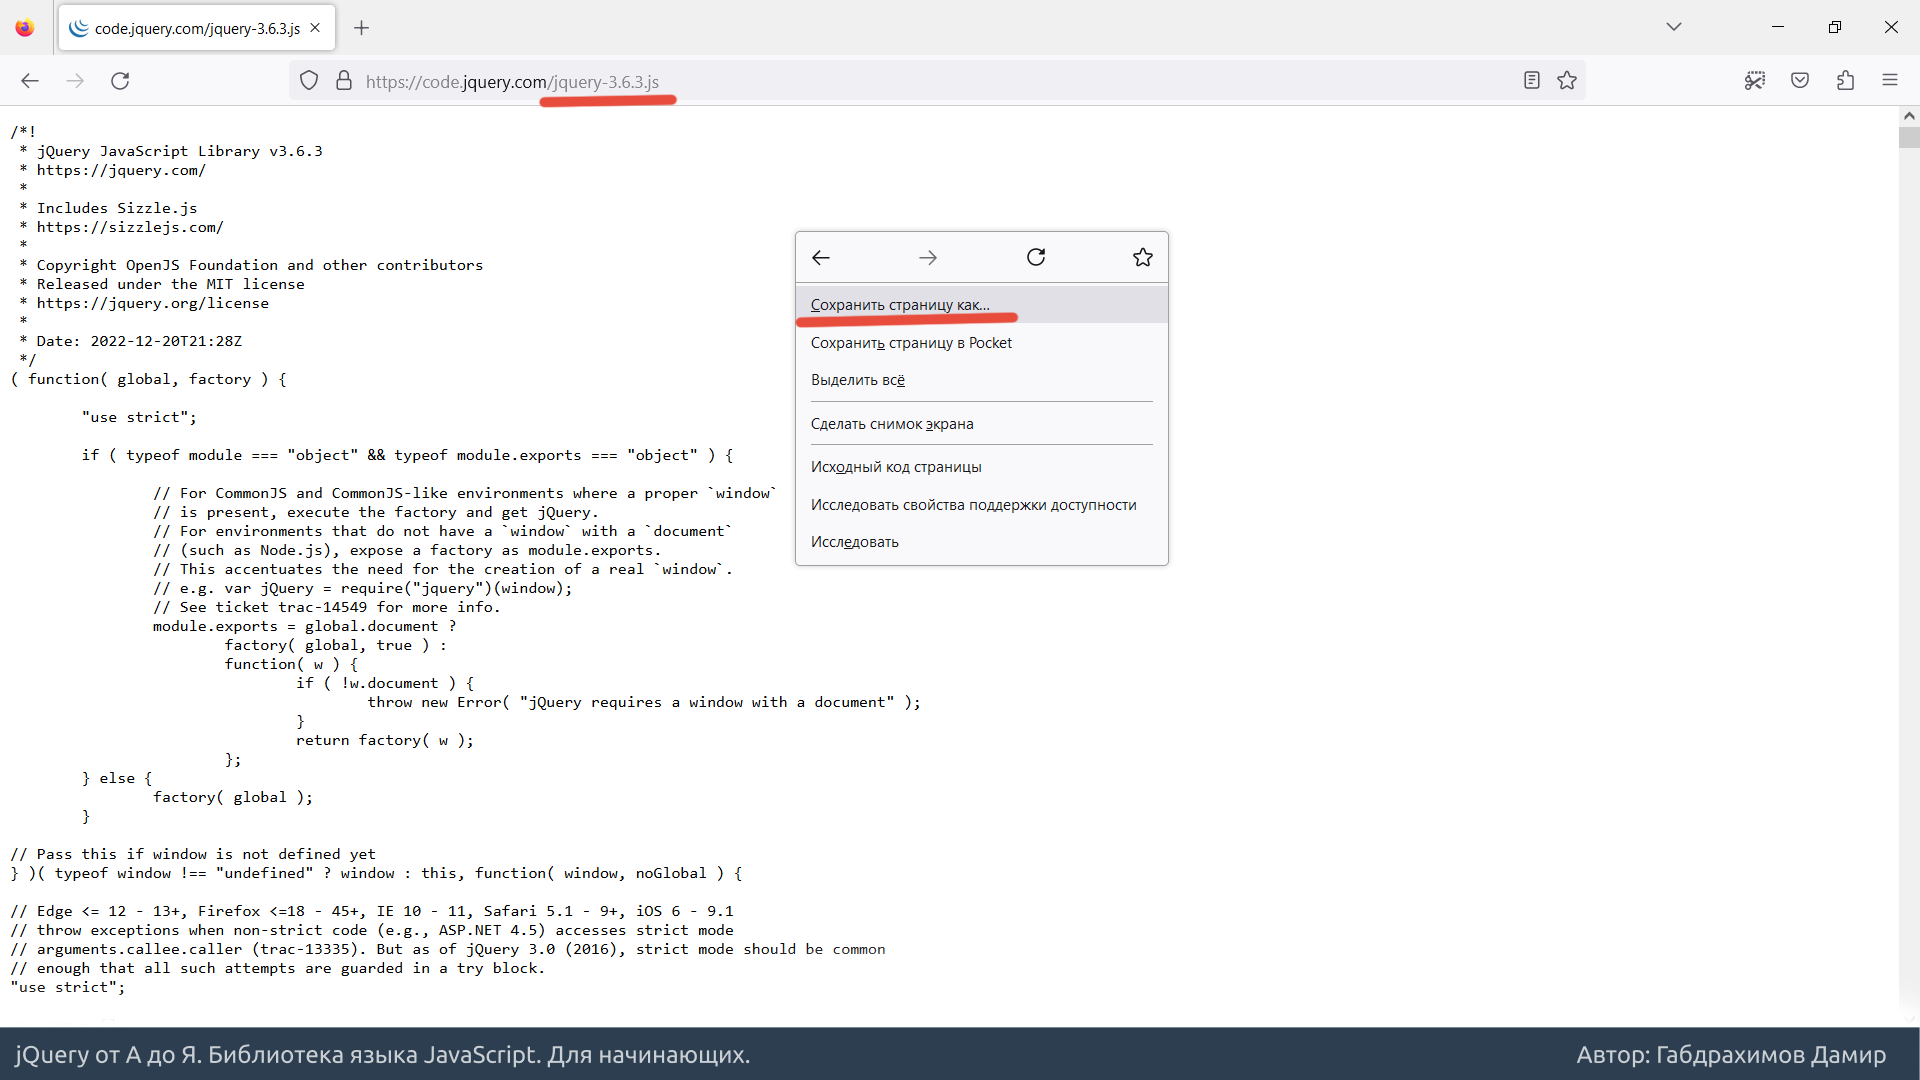 code.jquery.com/jquery-3.6.3.js
https://code.jquery.com/jquery-3.6.3.js
/*!
 * jQuery JavaScript Library v3.6.3
 * https://jquery.com/
 *
 * Includes Sizzle.js
 * https://sizzlejs.com/
 *
 * Copyright OpenJS Foundation and other contributors
 * Released under the MIT license
 * https://jquery.org/license
 *
 * Date: 2022-12-20T21:28Z
 */
( function( global, factory ) {
"use strict";
if ( typeof module === "object" && typeof module.exports === "object" ) {
// For CommonJS and CommonJS-like environments where a proper `window`
// is present, execute the factory and get jQuery.
// For environments that do not have a `window` with a `document`
// (such as Node.js), expose a factory as module.exports.
// This accentuates the need for the creation of a real `window`.
// e.g. var jQuery = require("jquery")(window);
// See ticket trac-14549 for more info.
module.exports = global.document ?
factory( global, true ) :
function( w ) {
if ( !w.document ) {
throw new Error( "jQuery requires a window with a document" );
}
return factory( w );
};
} else {
factory( global );
}
// Pass this if window is not defined yet
} )( typeof window !== "undefined" ? window : this, function( window, noGlobal ) {
// Edge <= 12 - 13+, Firefox <=18 - 45+, IE 10 - 11, Safari 5.1 - 9+, iOS 6 - 9.1
// throw exceptions when non-strict code (e.g., ASP.NET 4.5) accesses strict mode
// arguments.callee.caller (trac-13335). But as of jQuery 3.0 (2016), strict mode should be common
// enough that all such attempts are guarded in a try block.
"use strict";
Сохранить страницу как...
Сохранить страницу в Pocket
Выделить всё
Сделать снимок экрана
Исходный код страницы
Исследовать свойства поддержки доступности
Исследовать
jQuery от А до Я. Библиотека языка JavaScript. Для начинающих.
Автор: Габдрахимов Дамир